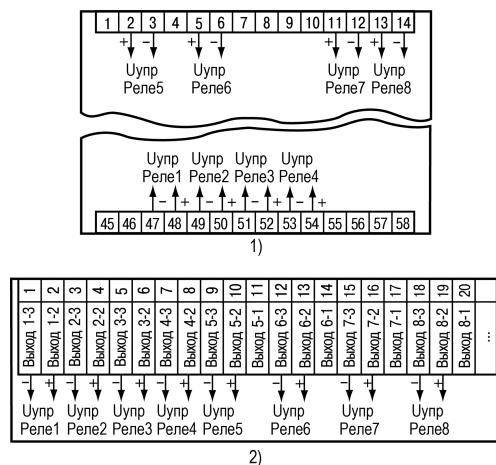 1 2 3 4 5 6 7 8 9 10 11 12 13 14
+ – + – + – + –
Uупр Uупр Uупр Uупр
Реле5 Реле6 Реле7 Реле8
Uупр Uупр Uупр Uупр
Реле1 Реле2 Реле3 Реле4
– + – + – + – +
45 46 47 48 49 50 51 52 53 54 55 56 57 58
1)
1 2 3 4 5 6 7 8 9 10 11 12 13 14 15 16 17 18 19 20
Выход 1-3 Выход 1-2 Выход 2-3 Выход 2-2 Выход 3-3 Выход 3-2 Выход 4-3 Выход 4-2 Выход 5-3 Выход 5-2 Выход 5-1 Выход 6-3 Выход 6-2 Выход 6-1 Выход 7-3 Выход 7-2 Выход 7-1 Выход 8-3 Выход 8-2 Выход 8-1 ...
– + – + – + – + – + – + – + – +
Uупр Uупр Uупр Uупр Uупр Uупр Uупр Uупр
Реле1 Реле2 Реле3 Реле4 Реле5 Реле6 Реле7 Реле8
2)